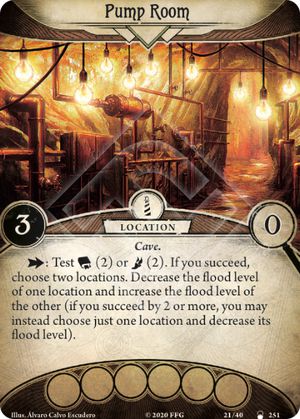 Pump Room
3
LOCATION
0
Cave.
: Test (2) or (2). If you succeed,
choose two locations. Decrease the flood level
of one location and increase the flood level of
the other (if you succeed by 2 or more, you may
instead choose just one location and decrease its
flood level).
Illus. Álvaro Calvo Escudero © 2020 FFG 21/40 251